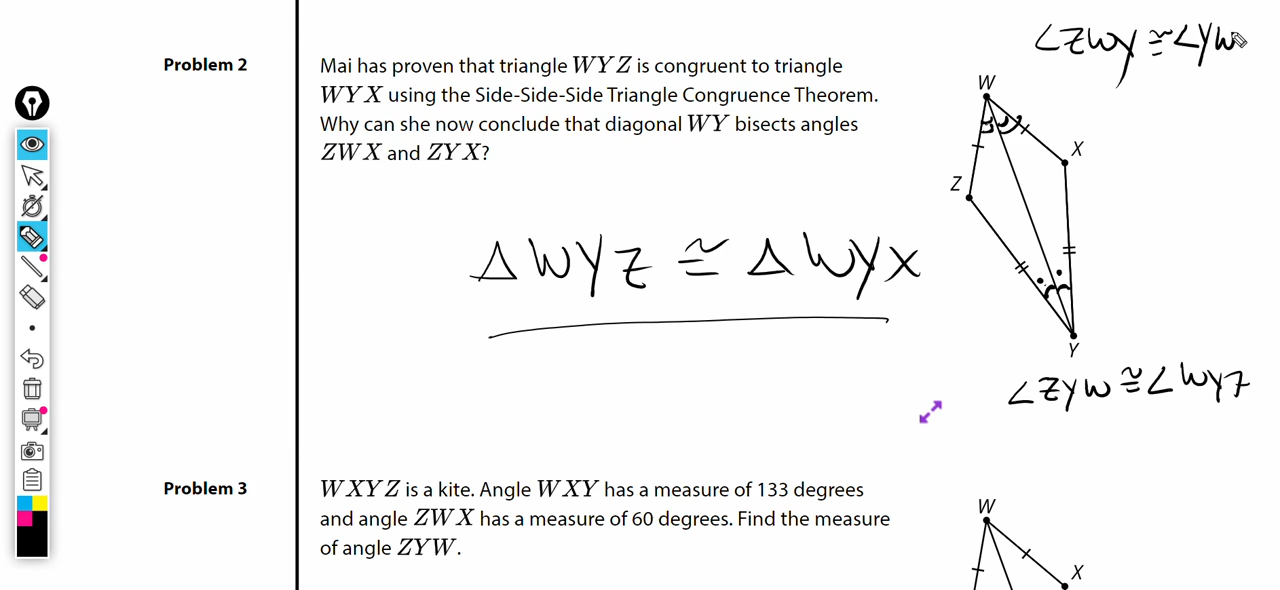 ∠ZWY ≅ ∠YW
Problem 2
Mai has proven that triangle WYZ is congruent to triangle
WYX using the Side-Side-Side Triangle Congruence Theorem.
Why can she now conclude that diagonal WY bisects angles
ZWX and ZYX?
W
X
Z
Y
△WYZ ≅ △WYX
∠ZYW ≅ ∠WYZ
Problem 3
WXYZ is a kite. Angle WXY has a measure of 133 degrees
and angle ZWX has a measure of 60 degrees. Find the measure
of angle ZYW.
W
X